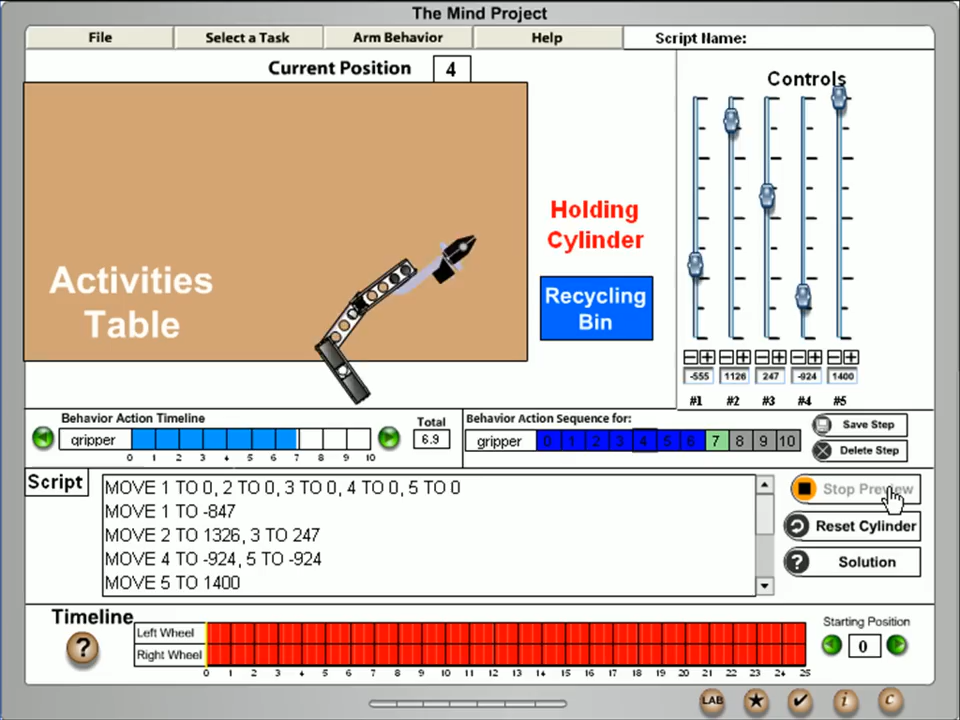 The Mind Project
File Select a Task Arm Behavior Help Script Name:
Current Position 4
Controls
Holding
Cylinder
Activities
Table
Recycling
Bin
-555 1126 247 -924 1400
#1 #2 #3 #4 #5
Behavior Action Timeline
gripper
0 1 2 3 4 5 6 7 8 9 10
Total
6.9
Behavior Action Sequence for:
gripper 0 1 2 3 4 5 6 7 8 9 10
Save Step
Delete Step
Script
MOVE 1 TO 0, 2 TO 0, 3 TO 0, 4 TO 0, 5 TO 0
MOVE 1 TO -847
MOVE 2 TO 1326, 3 TO 247
MOVE 4 TO -924, 5 TO -924
MOVE 5 TO 1400
Stop Preview
Reset Cylinder
? Solution
Timeline
?
Left Wheel
Right Wheel
0 1 2 3 4 5 6 7 8 9 10 11 12 13 14 15 16 17 18 19 20 21 22 23 24 25
Starting Position
0
LAB i c